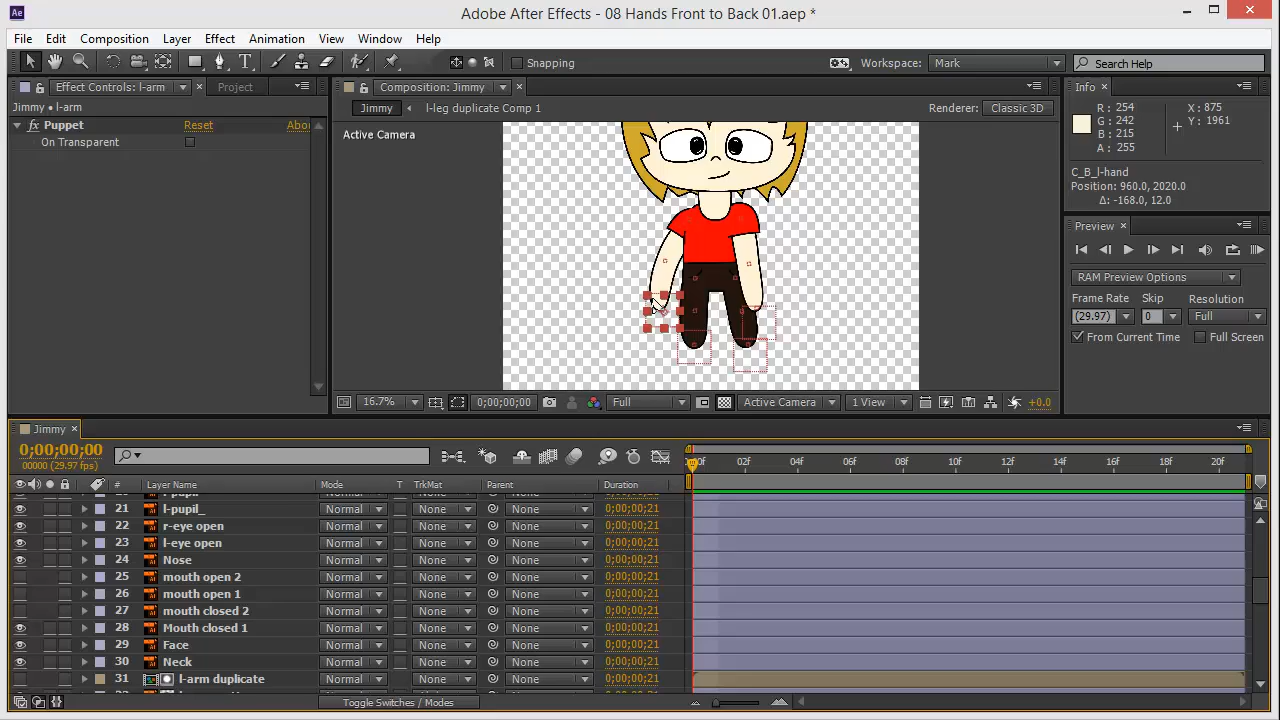 Adobe After Effects - 08 Hands Front to Back 01.aep *
File Edit Composition Layer Effect Animation View Window Help
Snapping
Workspace: Mark
Search Help
Effect Controls: l-arm
Project
Jimmy • l-arm
Puppet Reset Abo
On Transparent
Composition: Jimmy
Jimmy l-leg duplicate Comp 1
Renderer: Classic 3D
Active Camera
Info
R: 254 X: 875
G: 242 Y: 1961
B: 215
A: 255
C_B_l-hand
Position: 960.0, 2020.0
Δ: -168.0, 12.0
Preview
RAM Preview Options
Frame Rate Skip Resolution
(29.97) 0 Full
From Current Time Full Screen
16.7% 0;00;00;00 Full Active Camera 1 View +0.0
Jimmy
0;00;00;00
00000 (29.97 fps)
00f 02f 04f 06f 08f 10f 12f 14f 16f 18f 20f
# Layer Name Mode T TrkMat Parent Duration
21 l-pupil_ Normal None None 0;00;00;21
22 r-eye open Normal None None 0;00;00;21
23 l-eye open Normal None None 0;00;00;21
24 Nose Normal None None 0;00;00;21
25 mouth open 2 Normal None None 0;00;00;21
26 mouth open 1 Normal None None 0;00;00;21
27 mouth closed 2 Normal None None 0;00;00;21
28 Mouth closed 1 Normal None None 0;00;00;21
29 Face Normal None None 0;00;00;21
30 Neck Normal None None 0;00;00;21
31 l-arm duplicate Normal None None 0;00;00;21
Toggle Switches / Modes